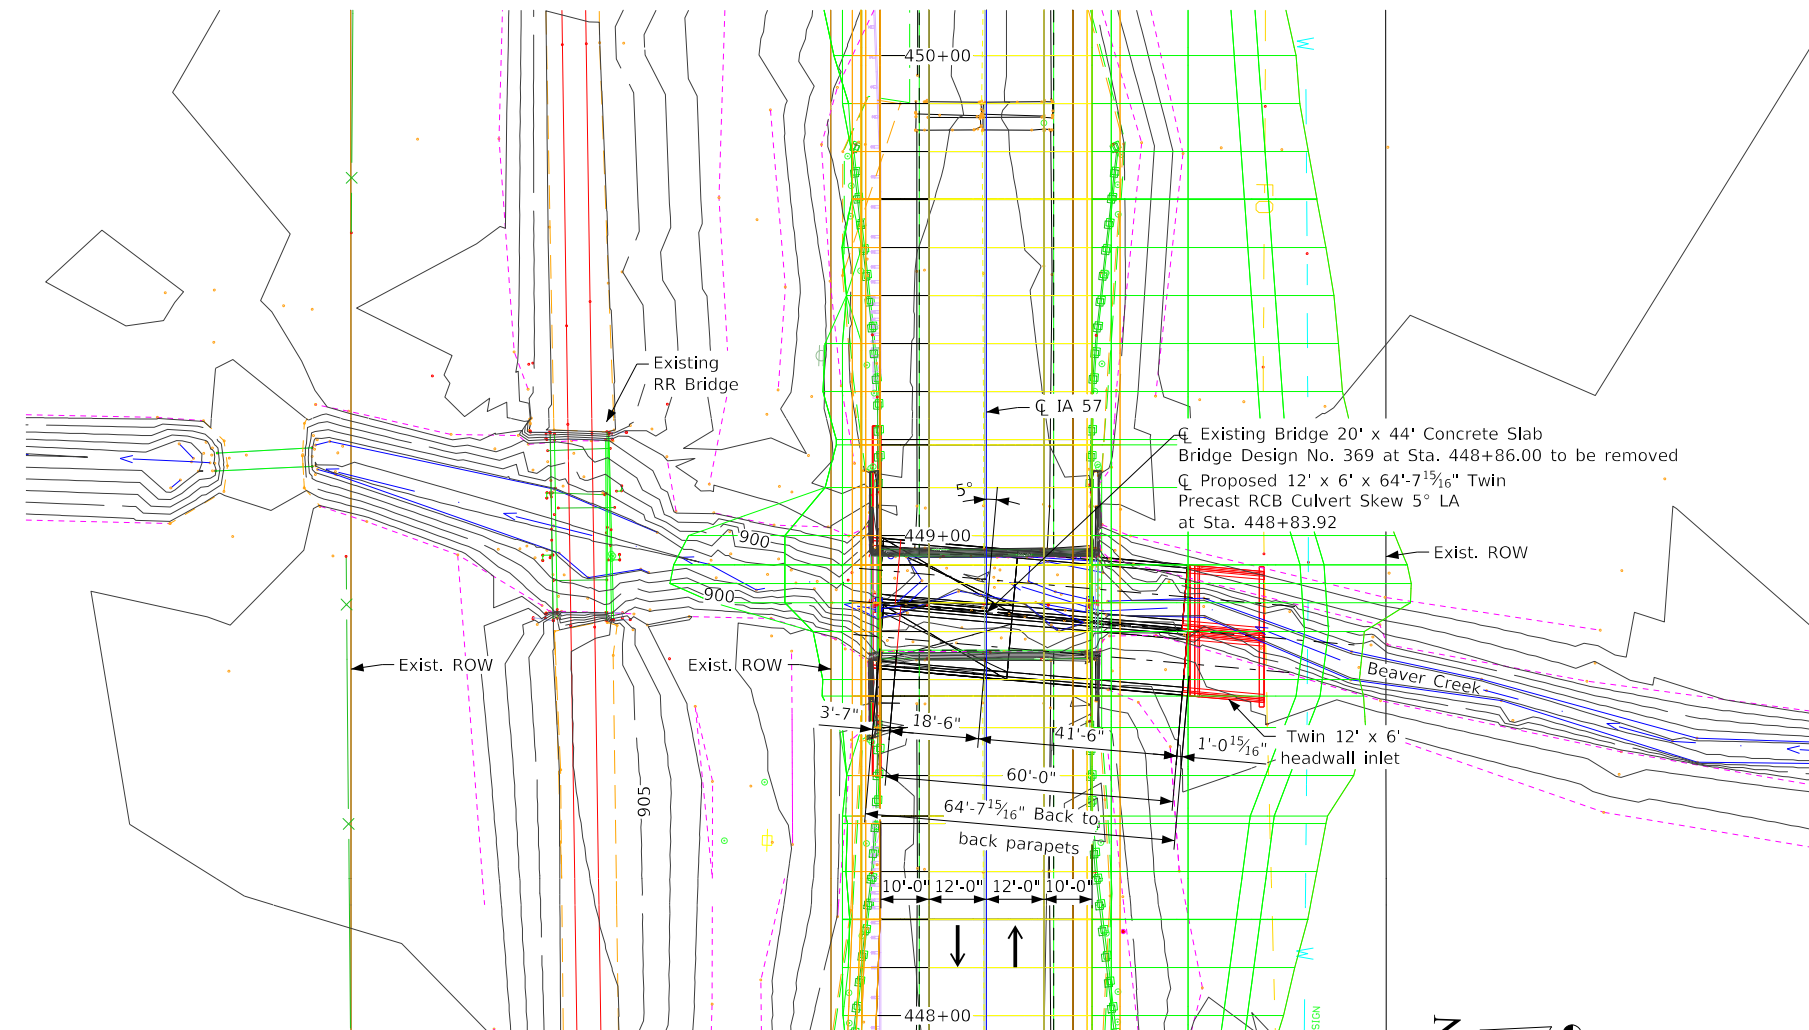 450+00
W
FO
Existing
RR Bridge
℄ IA 57
℄ Existing Bridge 20' x 44' Concrete Slab
Bridge Design No. 369 at Sta. 448+86.00 to be removed
℄ Proposed 12' x 6' x 64'-7 15/16" Twin
Precast RCB Culvert Skew 5° LA
at Sta. 448+83.92
5°
449+00
900
Exist. ROW
900
Exist. ROW
Exist. ROW
Beaver Creek
3'-7"
18'-6"
41'-6"
1'-0 15/16"
Twin 12' x 6'
headwall inlet
60'-0"
905
64'-7 15/16" Back to
back parapets
10'-0"
12'-0"
12'-0"
10'-0"
W
448+00
SIGN
N